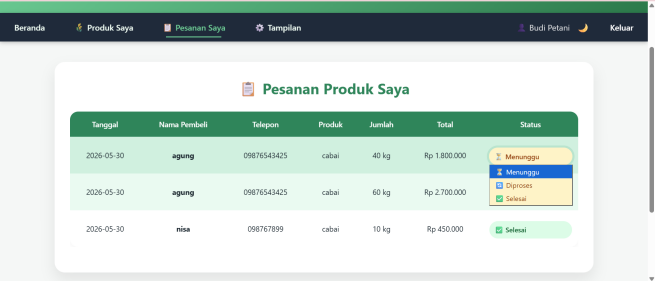 Beranda Produk Saya Pesanan Saya Tampilan Budi Petani Keluar
Pesanan Produk Saya
Tanggal Nama Pembeli Telepon Produk Jumlah Total Status
2026-05-30 agung 09876543425 cabai 40 kg Rp 1.800.000 Menunggu
Menunggu
Diproses
Selesai
2026-05-30 agung 09876543425 cabai 60 kg Rp 2.700.000
2026-05-30 nisa 098767899 cabai 10 kg Rp 450.000 Selesai